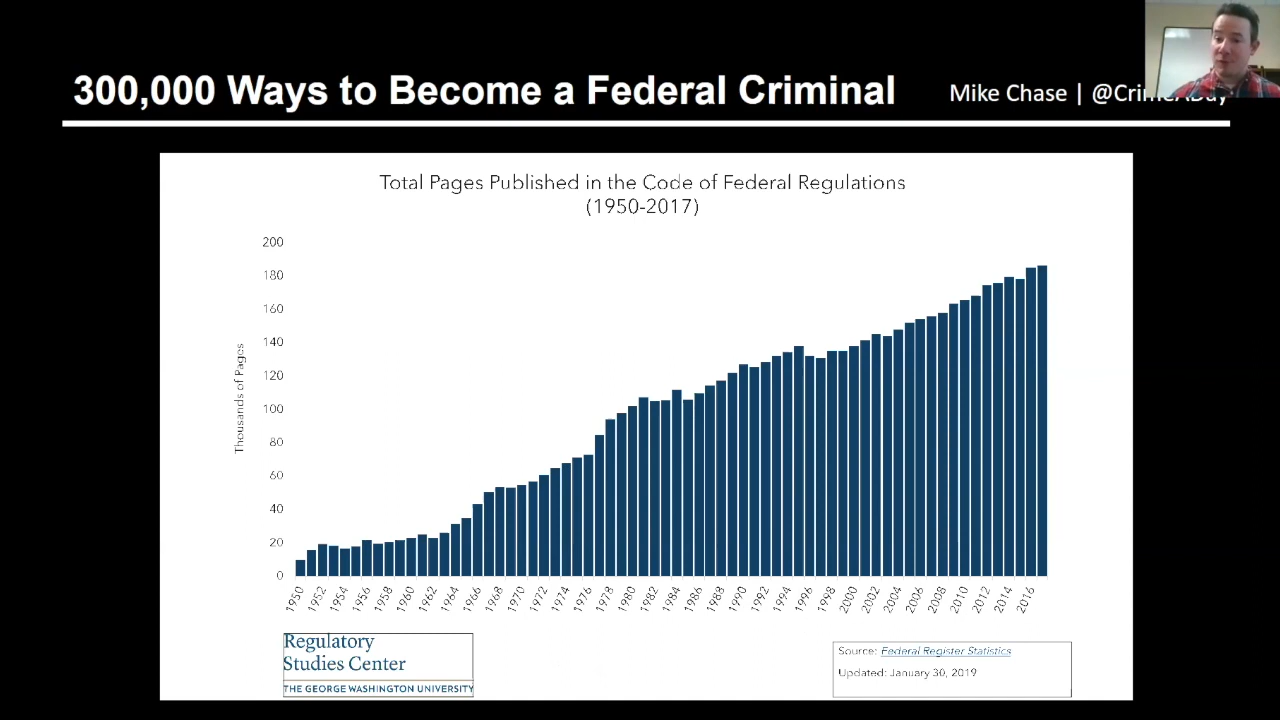 300,000 Ways to Become a Federal Criminal
Mike Chase |
Total Pages Published in the Code of Federal Regulations
(1950-2017)
Thousands of Pages
200
180
160
140
120
100
80
60
40
20
0
1950 1952 1954 1956 1958 1960 1962 1964 1966 1968 1970 1972 1974 1976 1978 1980 1982 1984 1986 1988 1990 1992 1994 1996 1998 2000 2002 2004 2006 2008 2010 2012 2014 2016
Regulatory
Studies Center
THE GEORGE WASHINGTON UNIVERSITY
Source: Federal Register Statistics
Updated: January 30, 2019